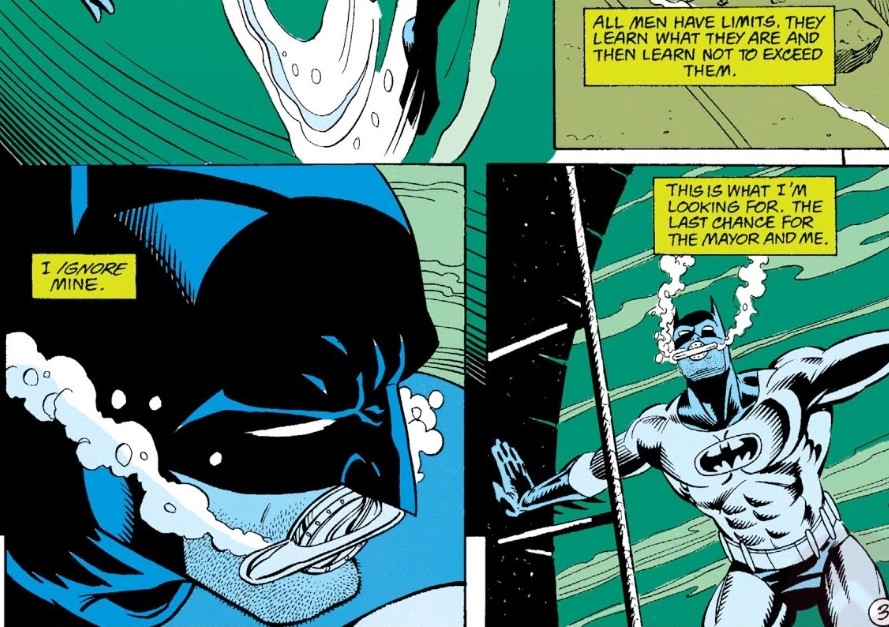 ALL MEN HAVE LIMITS. THEY
LEARN WHAT THEY ARE AND
THEN LEARN NOT TO EXCEED
THEM.
I IGNORE
MINE.
THIS IS WHAT I'M
LOOKING FOR. THE
LAST CHANCE FOR
THE MAYOR AND ME.
3